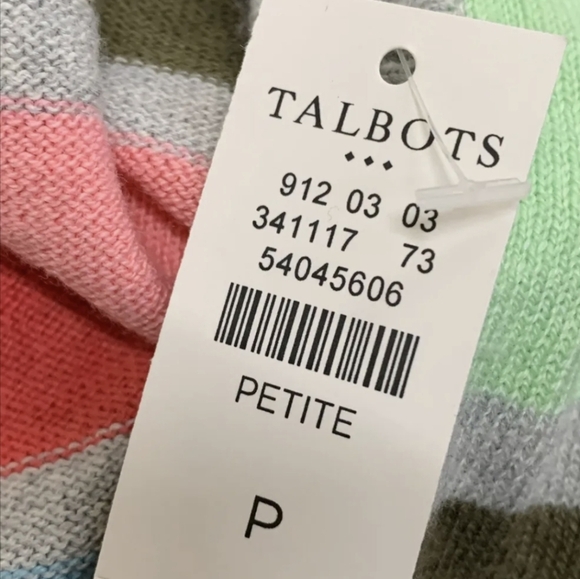 TALBOTS
912 03 03
341117 73
54045606
PETITE
P